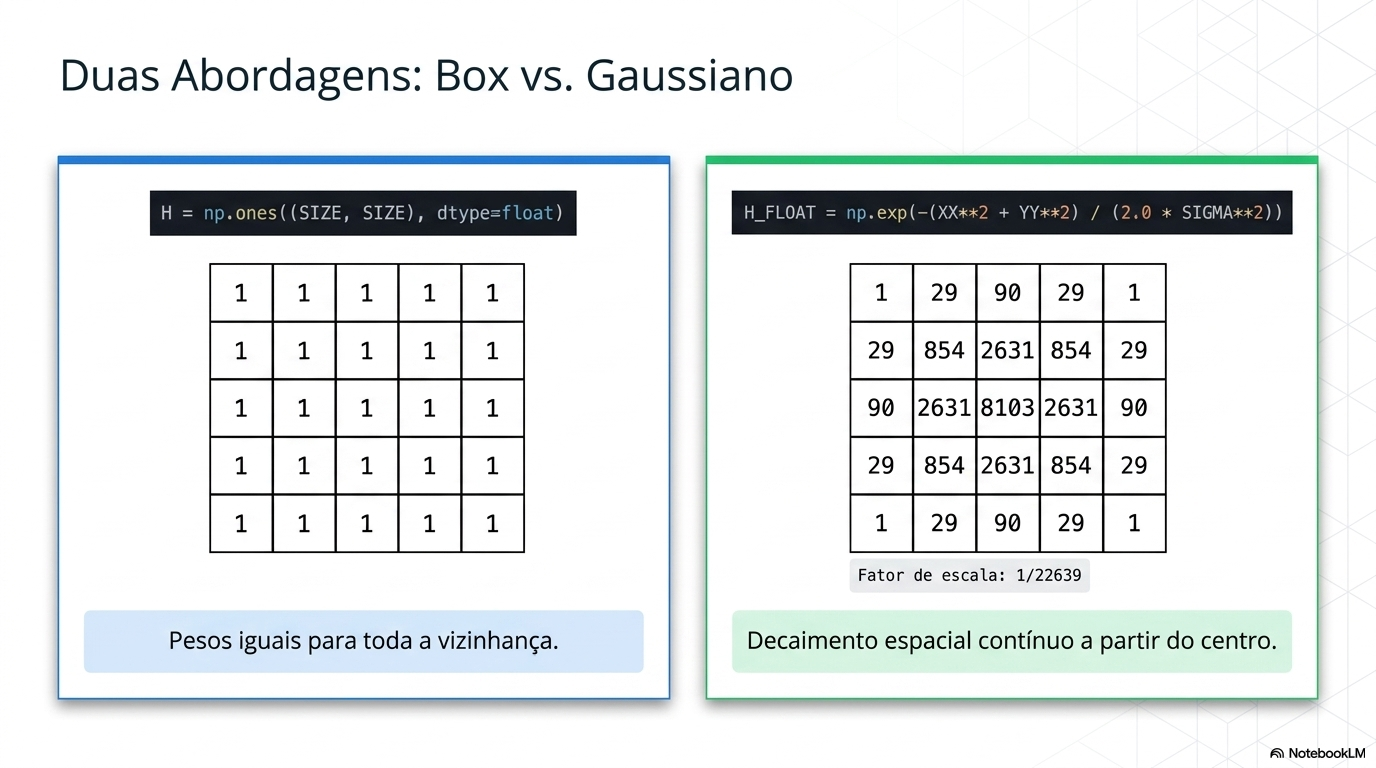 Duas Abordagens: Box vs. Gaussiano
H = np.ones((SIZE, SIZE), dtype=float)
1 1 1 1 1
1 1 1 1 1
1 1 1 1 1
1 1 1 1 1
1 1 1 1 1
Pesos iguais para toda a vizinhança.
H_FLOAT = np.exp(-(XX**2 + YY**2) / (2.0 * SIGMA**2))
1 29 90 29 1
29 854 2631 854 29
90 2631 8103 2631 90
29 854 2631 854 29
1 29 90 29 1
Fator de escala: 1/22639
Decaimento espacial contínuo a partir do centro.
NotebookLM